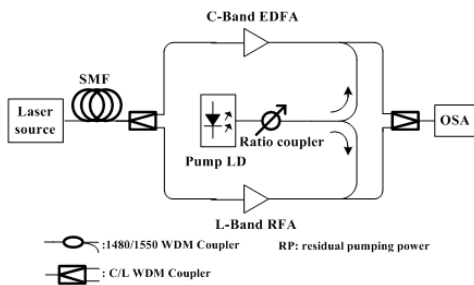 C-Band EDFA
SMF
Laser
source
Pump LD
Ratio coupler
OSA
L-Band RFA
:1480/1550 WDM Coupler
RP: residual pumping power
: C/L WDM Coupler